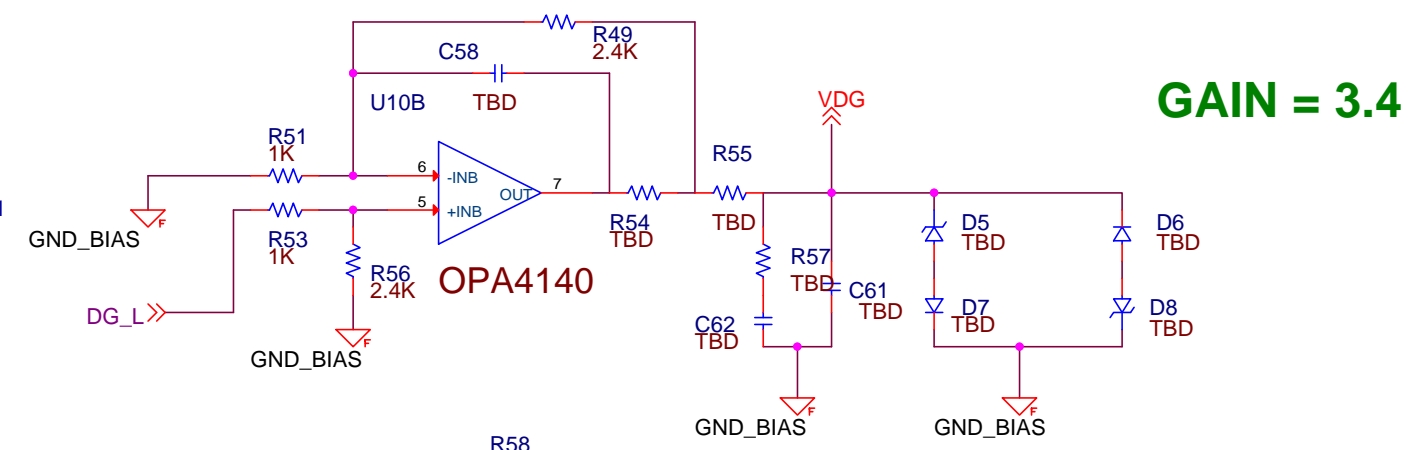 R49
2.4K
C58
TBD
U10B
VDG
GAIN = 3.4
R51
1K
6
-INB
7
OUT
5
+INB
R55
TBD
GND_BIAS
F
R53
1K
R54
TBD
D5
TBD
D6
TBD
R56
2.4K
OPA4140
R57
TBD
C61
TBD
DG_L
C62
TBD
D7
TBD
D8
TBD
GND_BIAS
F
GND_BIAS
F
GND_BIAS
F
R58